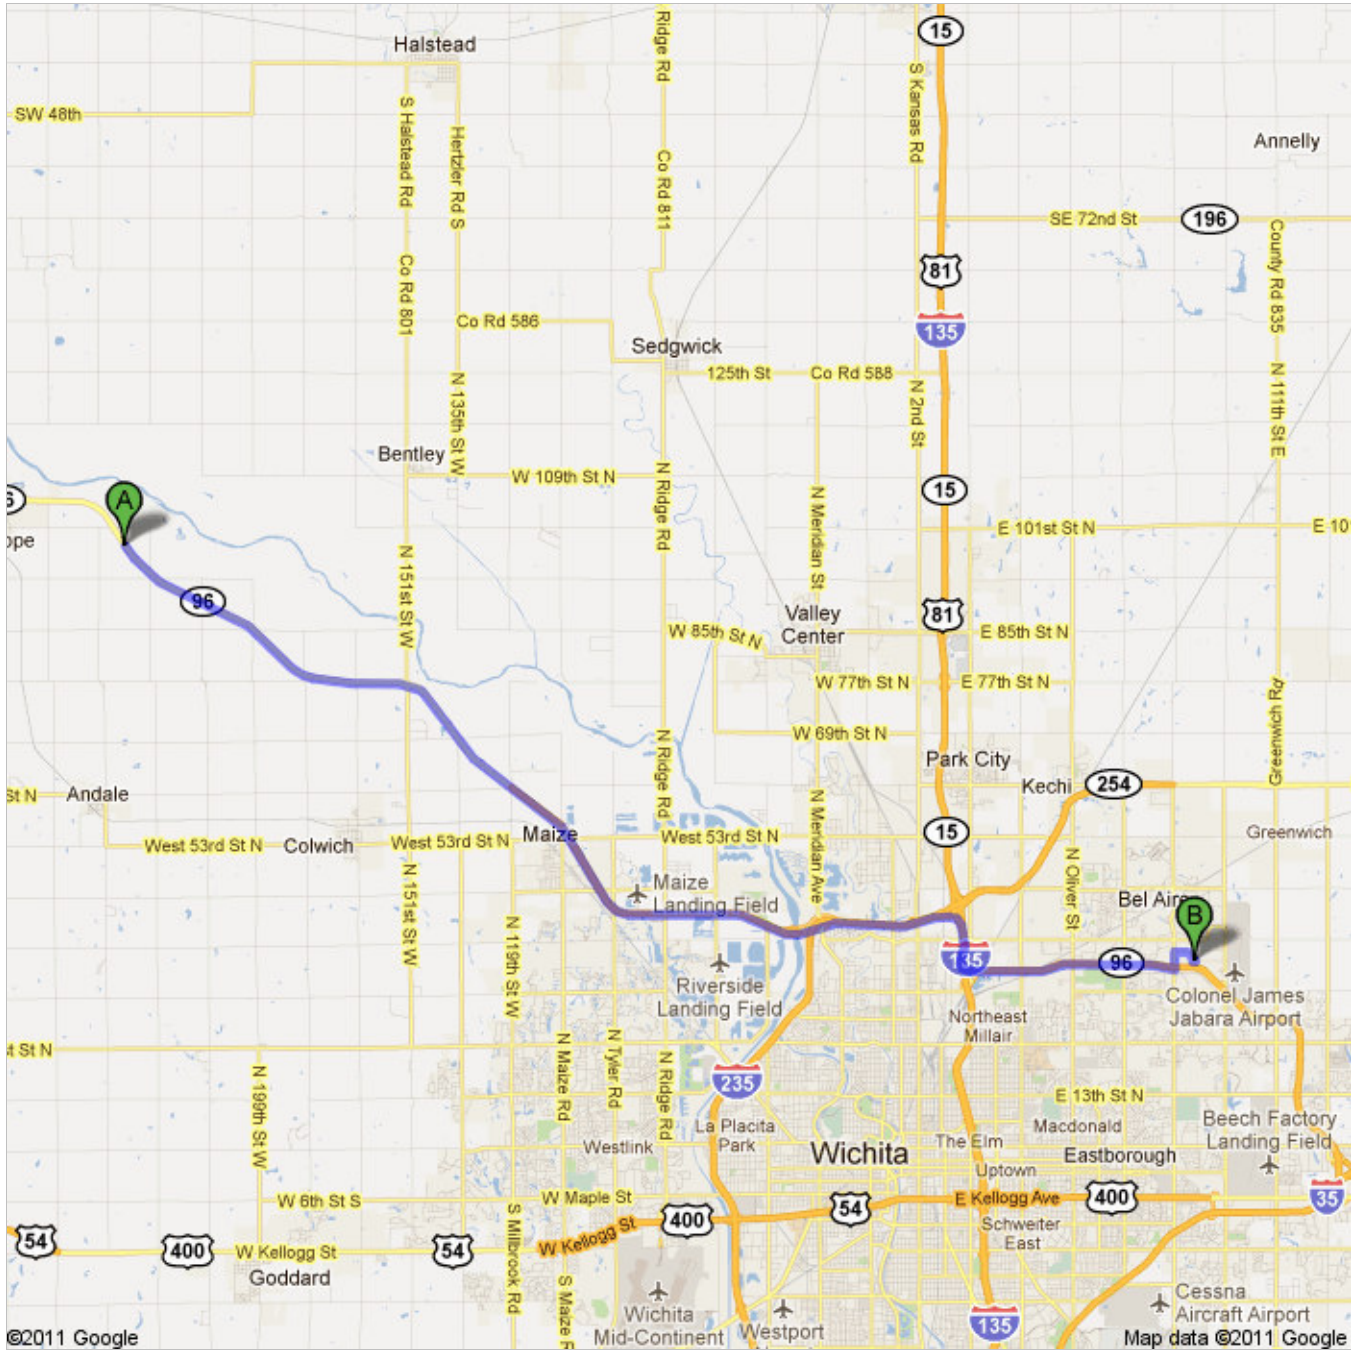 Halstead
Ridge Rd
15
SW 48th
S Halstead Rd
Hertzler Rd S
Co Rd 811
S Kansas Rd
Annelly
SE 72nd St
196
Co Rd 801
81
County Rd 835
Co Rd 586
135
Sedgwick
125th St
Co Rd 588
N 135th St W
N 2nd St
N 111th St E
Bentley
W 109th St N
N Ridge Rd
N Meridian St
15
A
E 101st St N
E 10
ope
N 151st St W
96
Valley
Center
81
W 85th St N
E 85th St N
W 77th St N
E 77th St N
Greenwich Rd
W 69th St N
N Ridge Rd
Park City
Kechi
254
St N
Andale
N Meridian Ave
15
Greenwich
West 53rd St N
Colwich
West 53rd St N
Maize
West 53rd St N
N Oliver St
N 151st St W
Maize
Landing Field
Bel Aire
B
N 119th St W
135
96
Riverside
Landing Field
Colonel James
Jabara Airport
Northeast
Millair
t St N
N 199th St W
N Maize Rd
N Tyler Rd
N Ridge Rd
235
E 13th St N
Westlink
La Placita
Park
Wichita
The Elm
Macdonald
Beech Factory
Landing Field
Uptown
Eastborough
W 6th St S
W Maple St
400
54
E Kellogg Ave
400
35
54
400
W Kellogg St
54
S Millbrook Rd
W Kellogg St
Schweiter
East
Goddard
S Maize R
Wichita
Mid-Continent
Westport
135
Cessna
Aircraft Airport
©2011 Google
Map data ©2011 Google